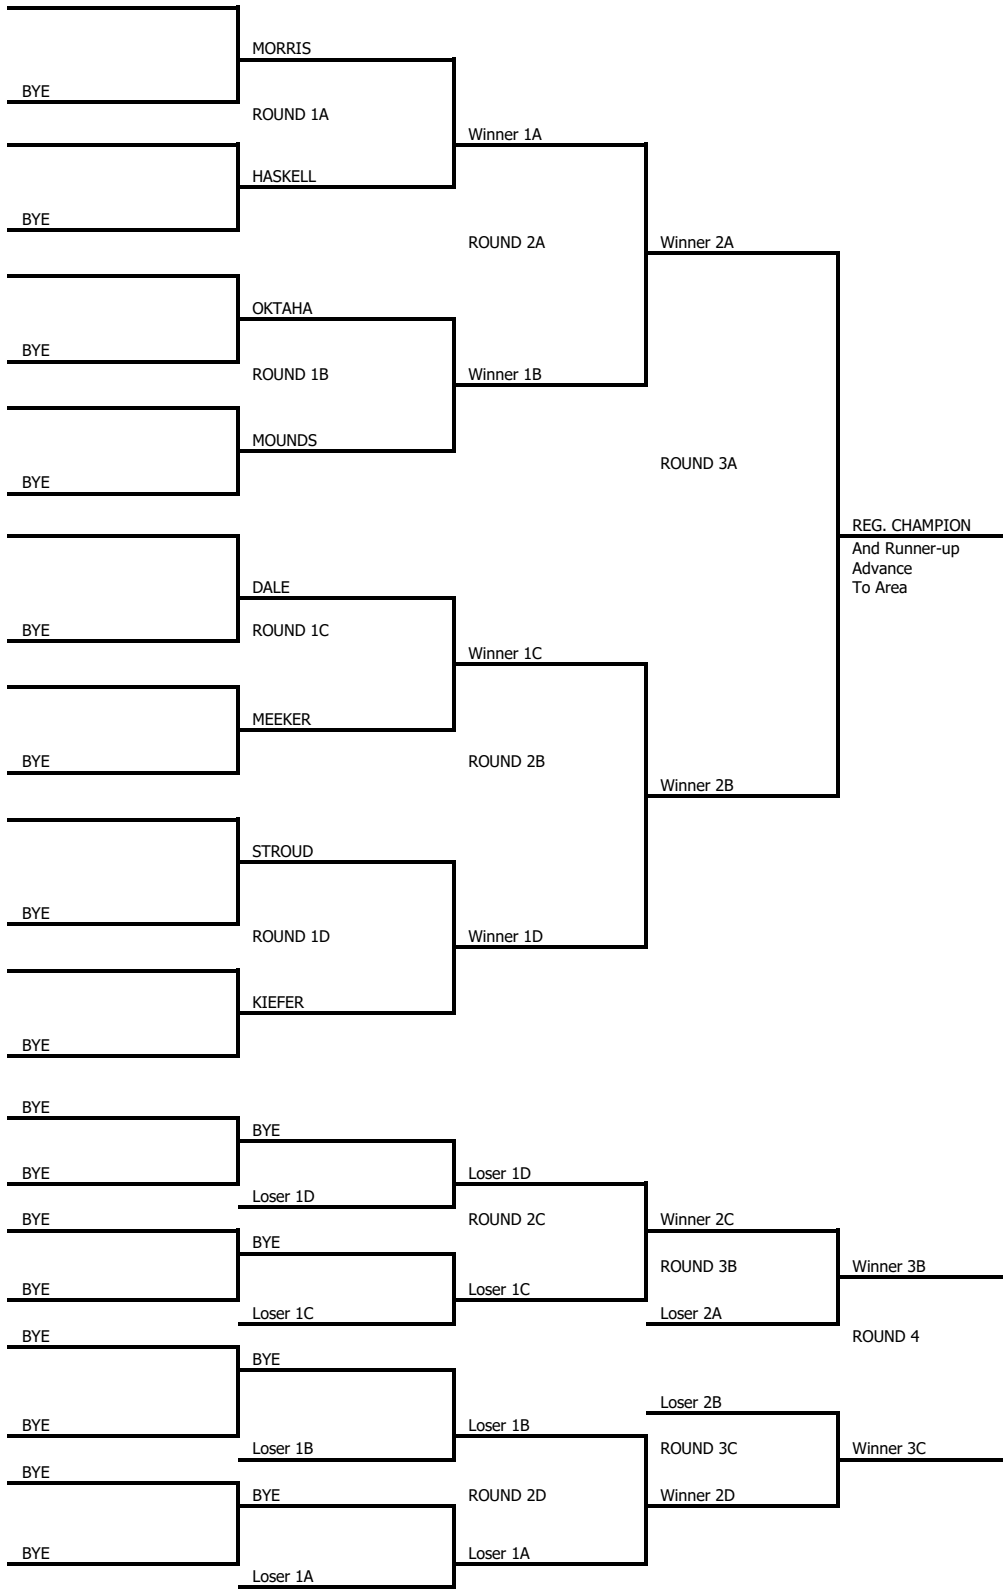 MORRIS
BYE
ROUND 1A
Winner 1A
HASKELL
BYE
ROUND 2A
Winner 2A
OKTAHA
BYE
ROUND 1B
Winner 1B
MOUNDS
ROUND 3A
BYE
REG. CHAMPION
And Runner-up
Advance
To Area
DALE
BYE
ROUND 1C
Winner 1C
MEEKER
BYE
ROUND 2B
Winner 2B
STROUD
BYE
ROUND 1D
Winner 1D
KIEFER
BYE
BYE
BYE
BYE
Loser 1D
Loser 1D
BYE
ROUND 2C
Winner 2C
BYE
ROUND 3B
Winner 3B
BYE
Loser 1C
Loser 1C
Loser 2A
BYE
ROUND 4
BYE
Loser 2B
BYE
Loser 1B
Loser 1B
ROUND 3C
Winner 3C
BYE
BYE
ROUND 2D
Winner 2D
BYE
Loser 1A
Loser 1A